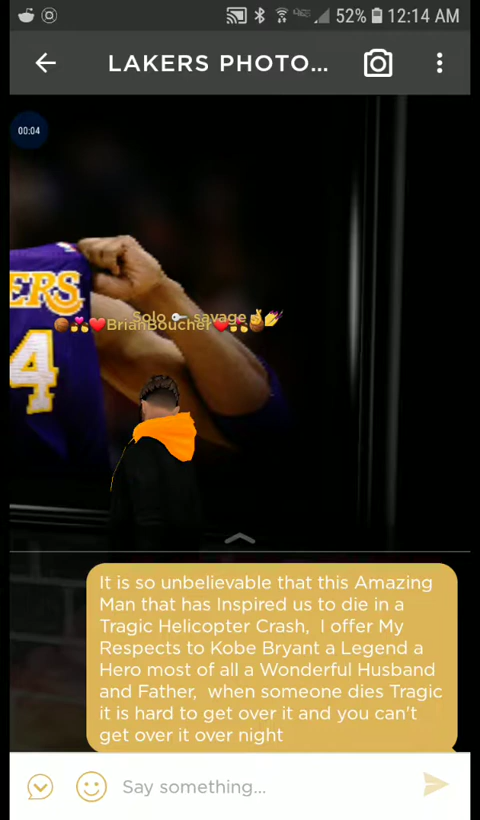 52% 12:14 AM
LAKERS PHOTO...
00:04
ERS
4
Solo savage
BrianBoucher
It is so unbelievable that this Amazing
Man that has Inspired us to die in a
Tragic Helicopter Crash, I offer My
Respects to Kobe Bryant a Legend a
Hero most of all a Wonderful Husband
and Father, when someone dies Tragic
it is hard to get over it and you can't
get over it over night
Say something...